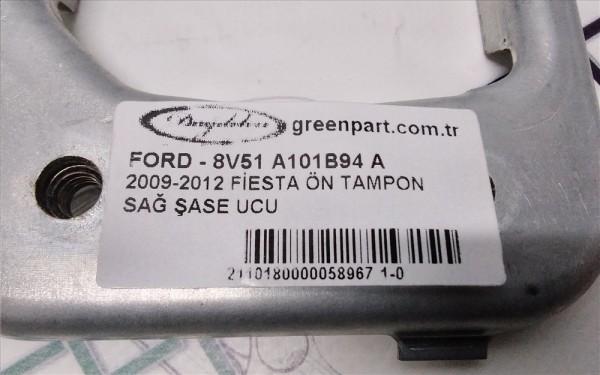 greenpart.com.tr
FORD - 8V51 A101B94 A
2009-2012 FİESTA ÖN TAMPON
SAĞ ŞASE UCU
2110180000058967 1-0